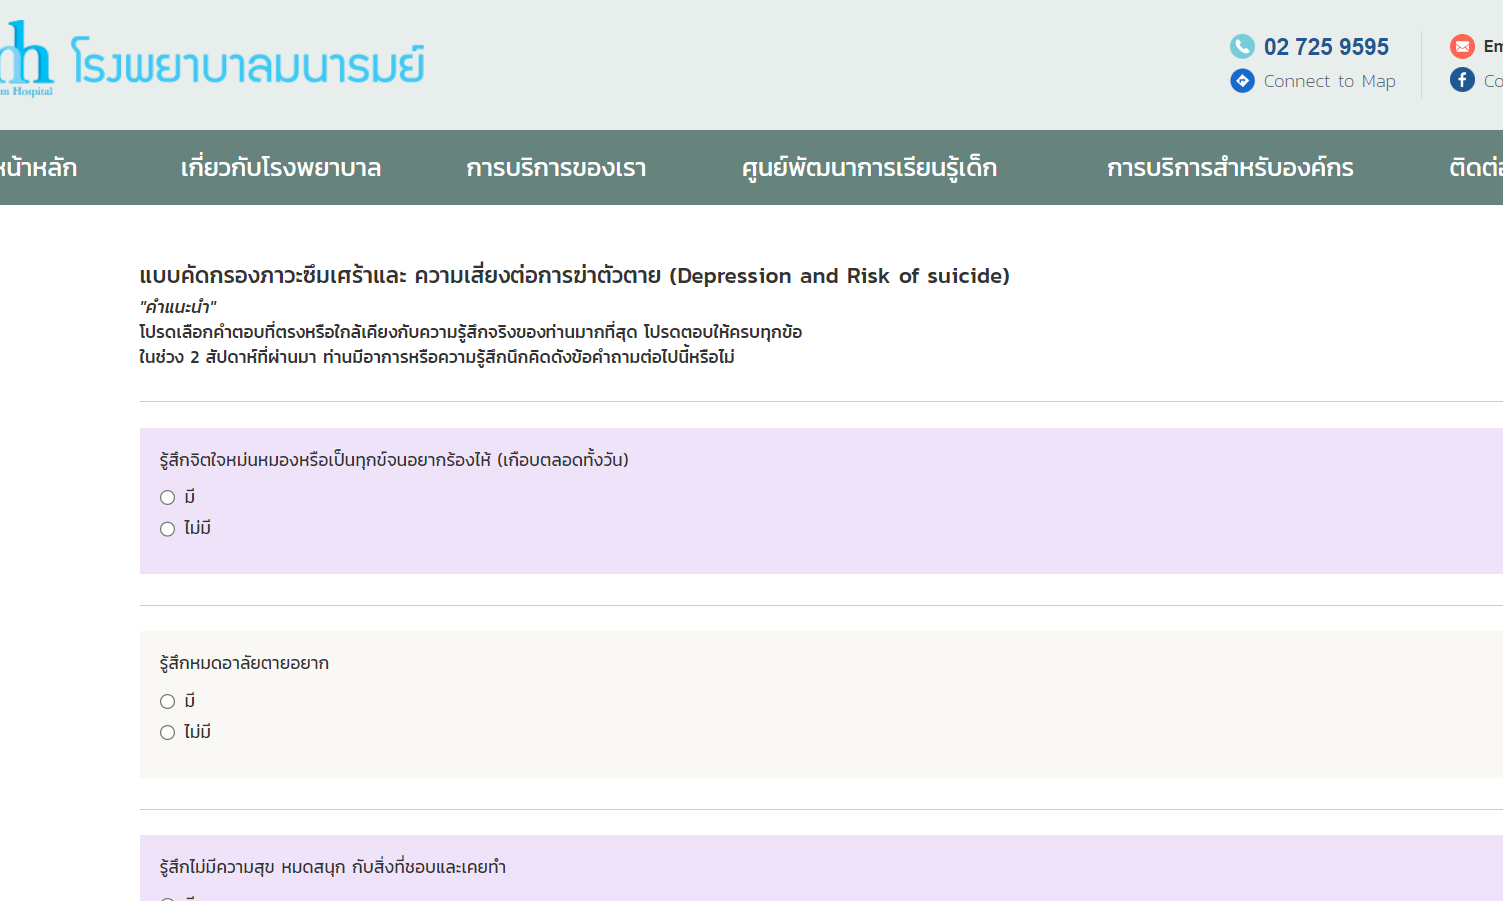 โรงพยาบาลมนารมย์
Hospital
02 725 9595
Connect to Map
หน้าหลัก
เกี่ยวกับโรงพยาบาล
การบริการของเรา
ศูนย์พัฒนาการเรียนรู้เด็ก
การบริการสำหรับองค์กร
แบบคัดกรองภาวะซึมเศร้าและ ความเสี่ยงต่อการฆ่าตัวตาย (Depression and Risk of suicide)
"คำแนะนำ"
โปรดเลือกคำตอบที่ตรงหรือใกล้เคียงกับความรู้สึกจริงของท่านมากที่สุด โปรดตอบให้ครบทุกข้อ
ในช่วง 2 สัปดาห์ที่ผ่านมา ท่านมีอาการหรือความรู้สึกนึกคิดดังข้อคำถามต่อไปนี้หรือไม่
รู้สึกจิตใจหม่นหมองหรือเป็นทุกข์จนอยากร้องไห้ (เกือบตลอดทั้งวัน)
มี
ไม่มี
รู้สึกหมดอาลัยตายอยาก
มี
ไม่มี
รู้สึกไม่มีความสุข หมดสนุก กับสิ่งที่ชอบและเคยทำ